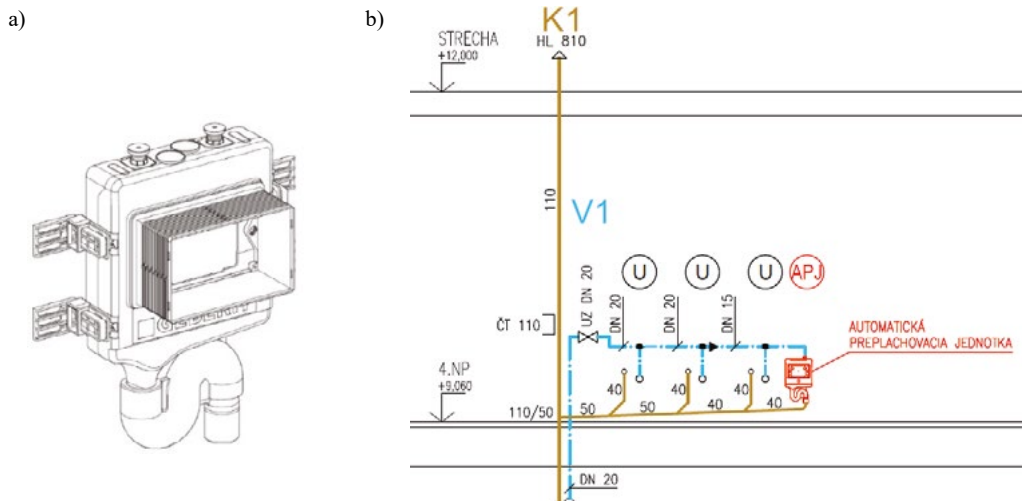 a)
b)
K1
HL 810
STRECHA
+12,000
110
V1
UZ DN 20
DN 20
DN 20
DN 15
U
U
U
APJ
ČT 110
AUTOMATICKÁ
PREPLACHOVACIA JEDNOTKA
4.NP
+9,060
40
40
40
110/50
50
50
40
40
DN 20